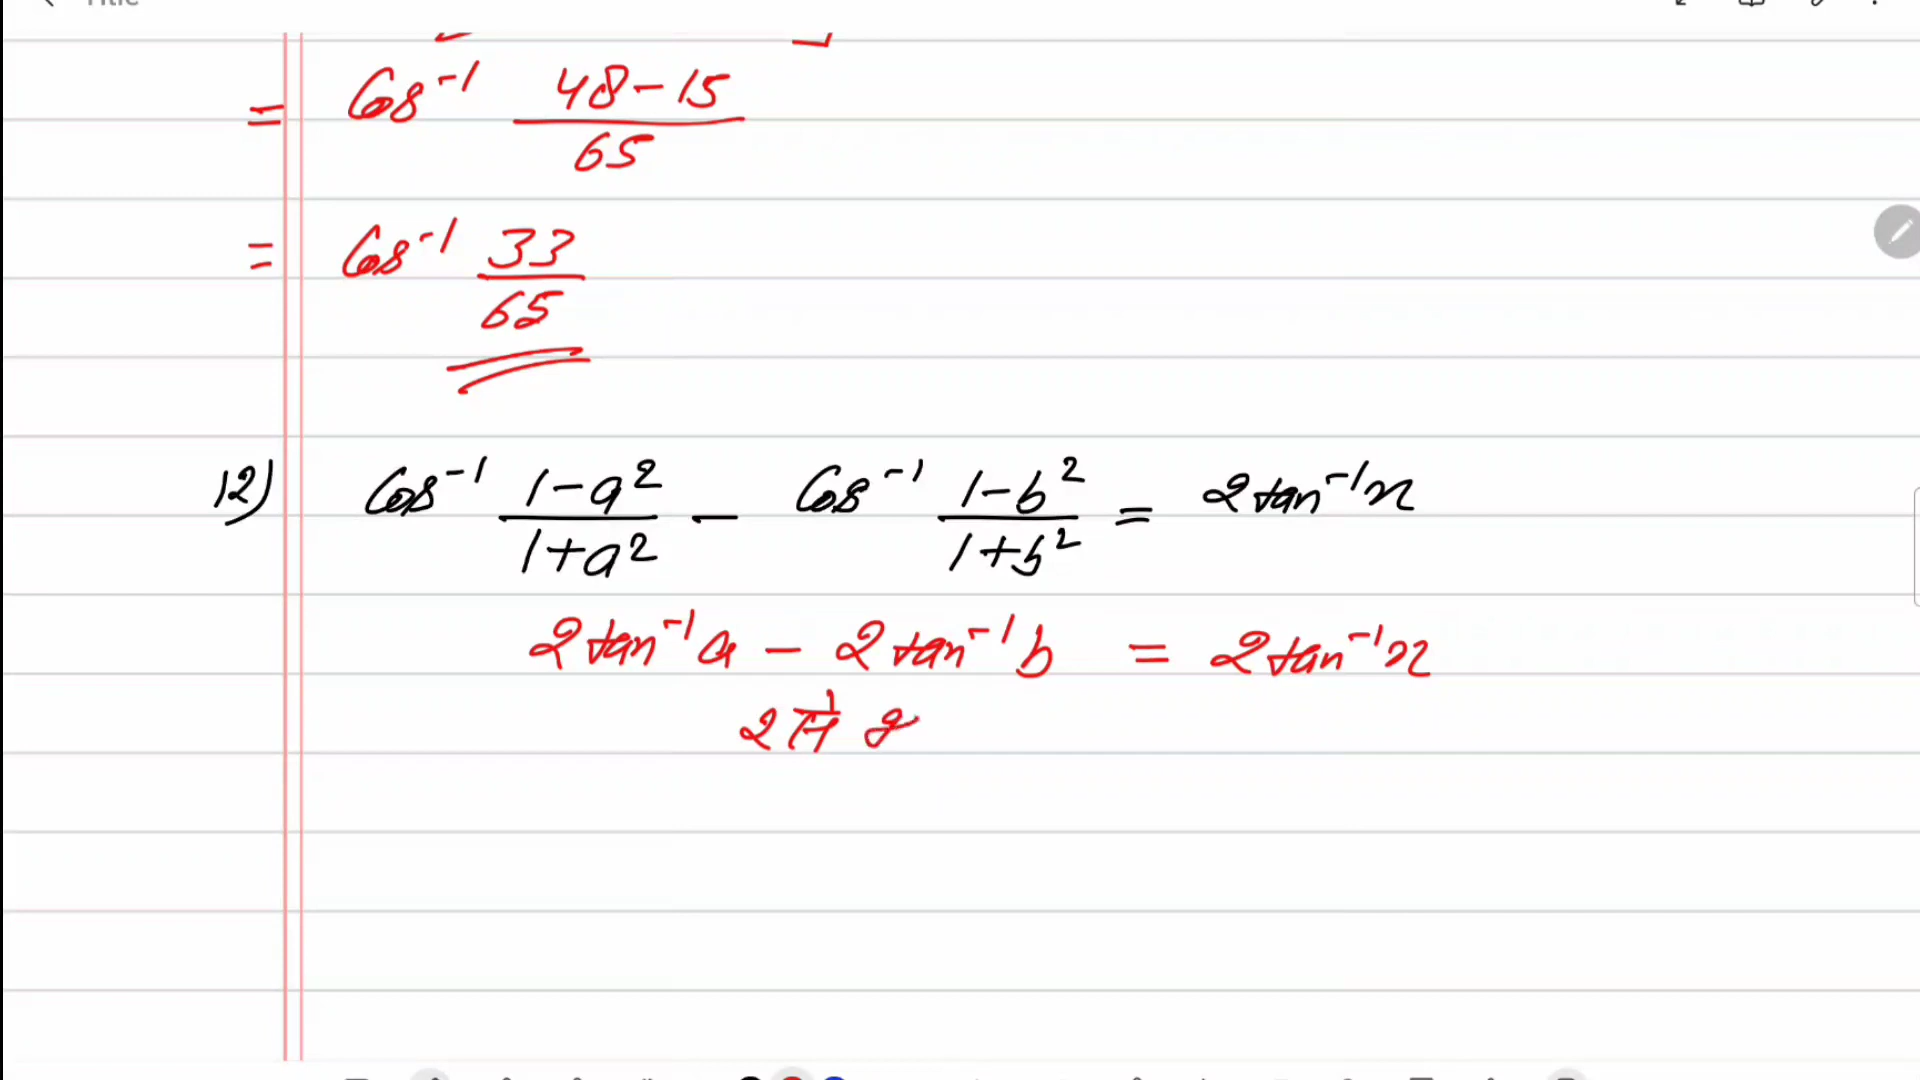 = Cos⁻¹ (48-15)/65
= Cos⁻¹ 33/65
12) Cos⁻¹ (1-a²)/(1+a²) - Cos⁻¹ (1-b²)/(1+b²) = 2tan⁻¹x
2tan⁻¹a - 2tan⁻¹b = 2tan⁻¹x
2